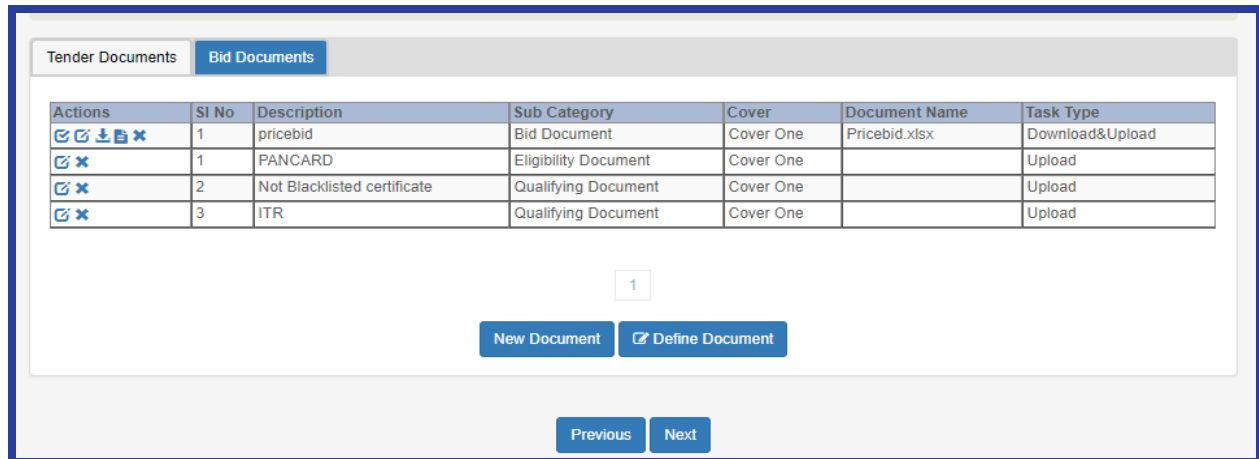 Tender Documents Bid Documents
Actions Sl No Description Sub Category Cover Document Name Task Type
1 pricebid Bid Document Cover One Pricebid.xlsx Download&Upload
1 PANCARD Eligibility Document Cover One Upload
2 Not Blacklisted certificate Qualifying Document Cover One Upload
3 ITR Qualifying Document Cover One Upload
1
New Document Define Document
Previous Next